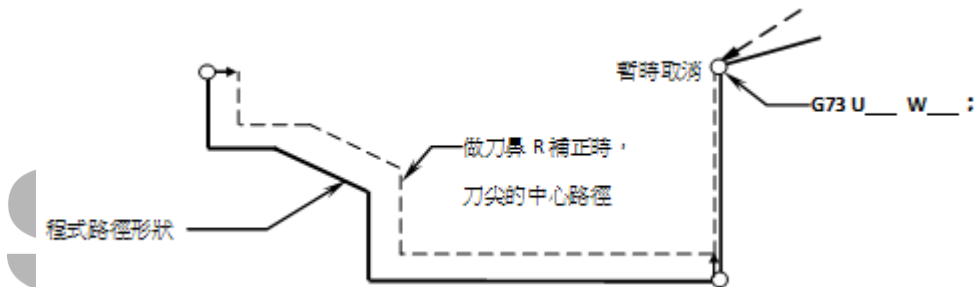 暫時取消
G73 U___ W___；
做刀鼻 R 補正時，
刀尖的中心路徑
程式路徑形狀